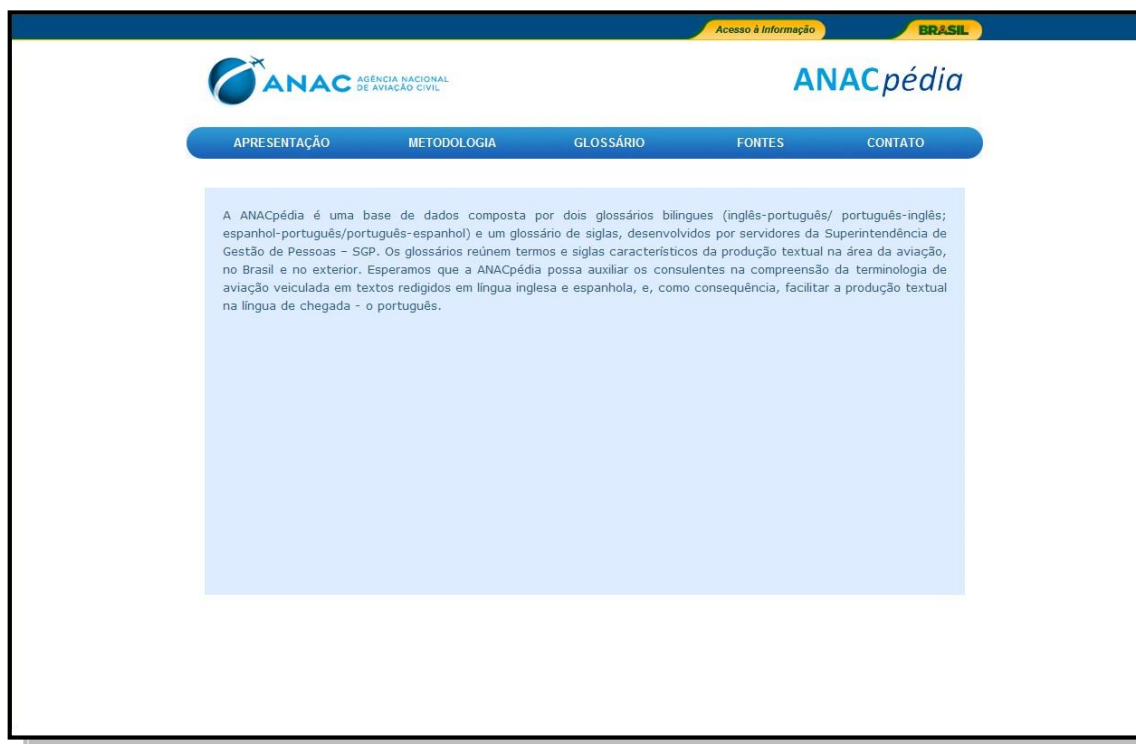 Acesso à Informação
BRASIL
ANAC AGÊNCIA NACIONAL
DE AVIAÇÃO CIVIL
ANACpédia
APRESENTAÇÃO METODOLOGIA GLOSSÁRIO FONTES CONTATO
A ANACpédia é uma base de dados composta por dois glossários bilingues (inglês-português/ português-inglês;
espanhol-português/português-espanhol) e um glossário de siglas, desenvolvidos por servidores da Superintendência de
Gestão de Pessoas – SGP. Os glossários reúnem termos e siglas característicos da produção textual na área da aviação,
no Brasil e no exterior. Esperamos que a ANACpédia possa auxiliar os consulentes na compreensão da terminologia de
aviação veiculada em textos redigidos em língua inglesa e espanhola, e, como consequência, facilitar a produção textual
na língua de chegada - o português.